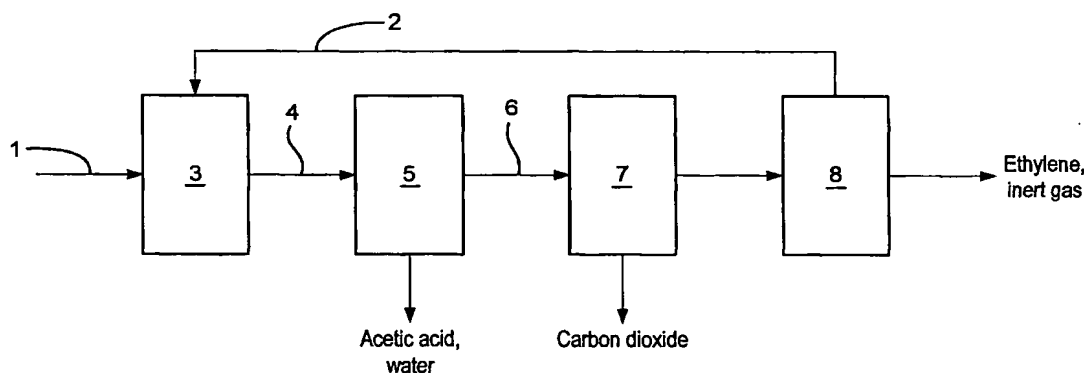 2
1
3
4
5
6
7
8
Ethylene,
inert gas
Acetic acid,
water
Carbon dioxide